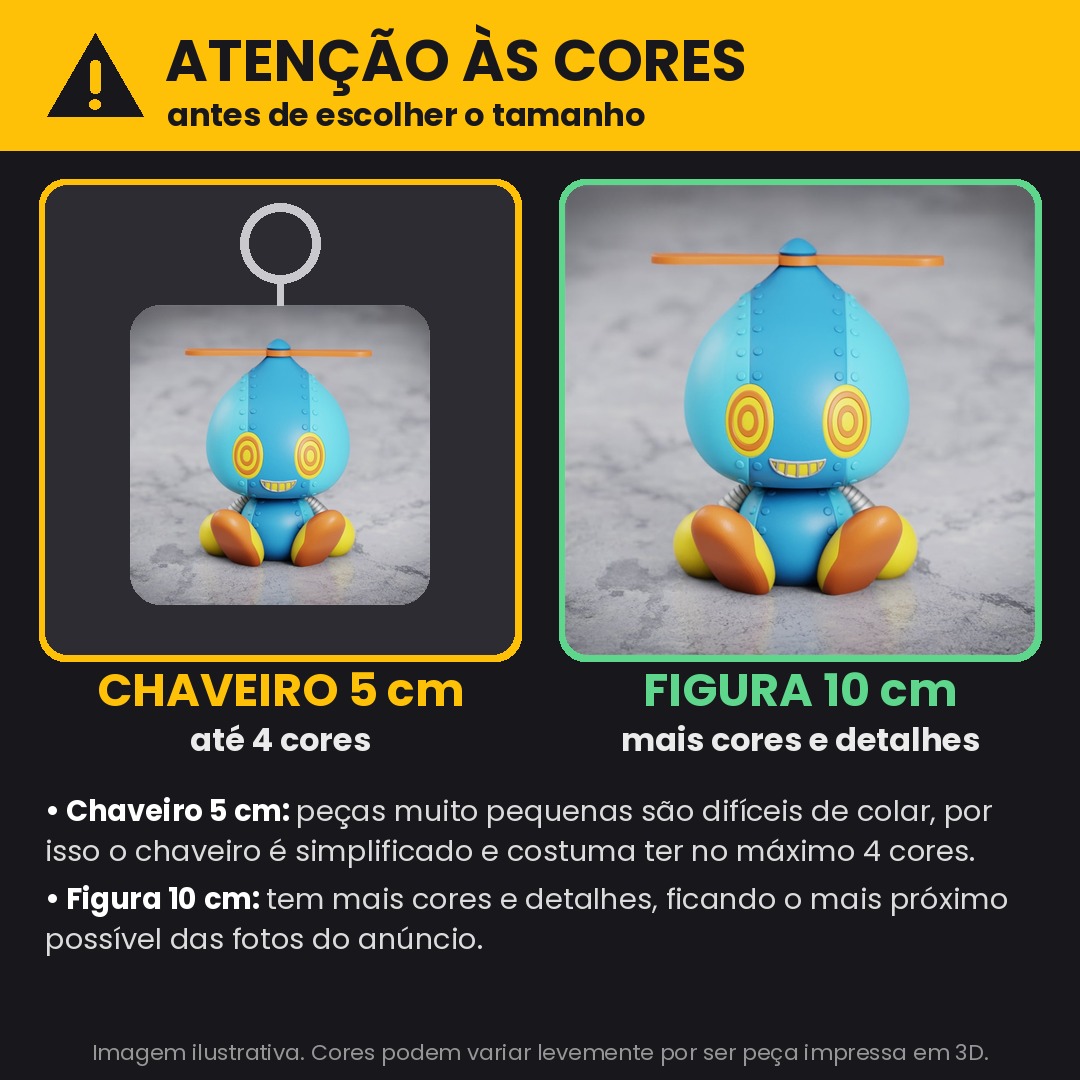 ATENÇÃO ÀS CORES
antes de escolher o tamanho
CHAVEIRO 5 cm
até 4 cores
FIGURA 10 cm
mais cores e detalhes
• Chaveiro 5 cm: peças muito pequenas são difíceis de colar, por
isso o chaveiro é simplificado e costuma ter no máximo 4 cores.
• Figura 10 cm: tem mais cores e detalhes, ficando o mais próximo
possível das fotos do anúncio.
Imagem ilustrativa. Cores podem variar levemente por ser peça impressa em 3D.